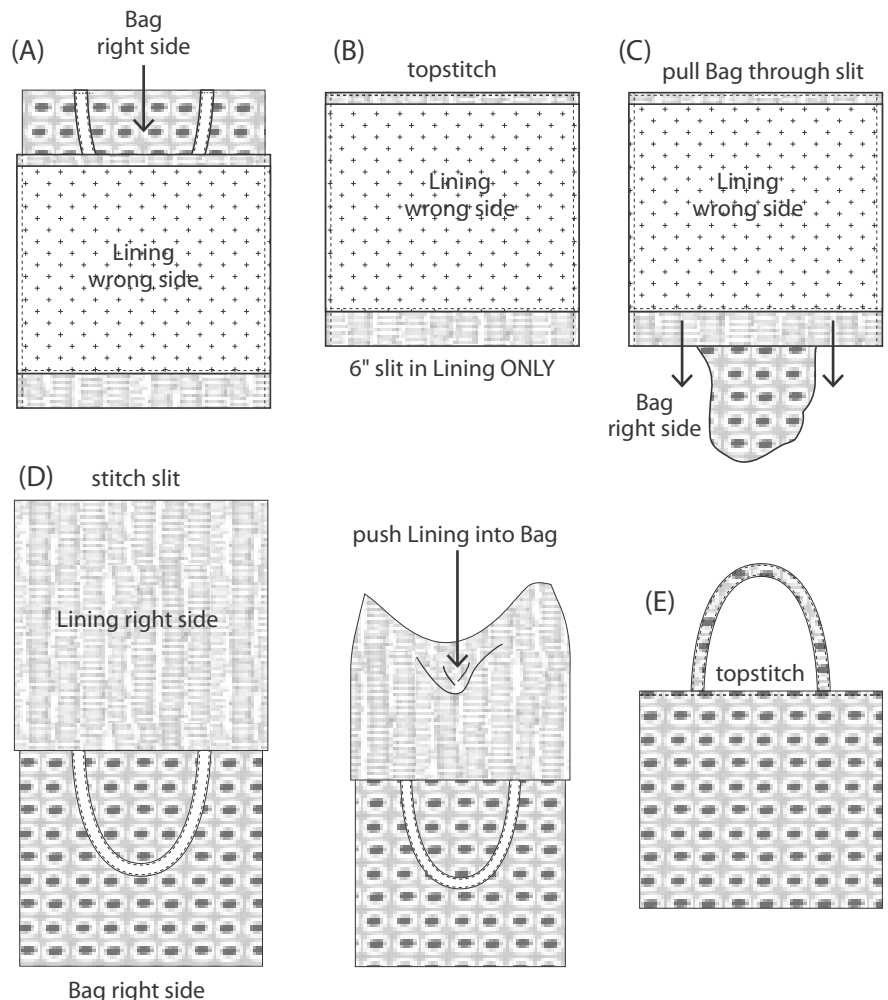 (A)
Bag
right side
Lining
wrong side
(B)
topstitch
Lining
wrong side
6" slit in Lining ONLY
(C)
pull Bag through slit
Lining
wrong side
Bag
right side
(D)
stitch slit
Lining right side
Bag right side
push Lining into Bag
(E)
topstitch